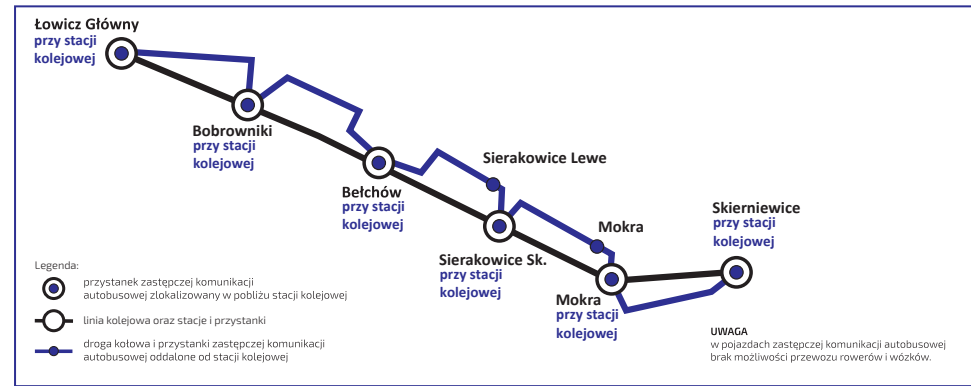 Łowicz Główny
przy stacji
kolejowej
Bobrowniki
przy stacji
kolejowej
Bełchów
przy stacji
kolejowej
Sierakowice Lewe
Sierakowice Sk.
przy stacji
kolejowej
Mokra
Mokra
przy stacji
kolejowej
Skierniewice
przy stacji
kolejowej
Legenda:
przystanek zastępczej komunikacji
autobusowej zlokalizowany w pobliżu stacji kolejowej
linia kolejowa oraz stacje i przystanki
droga kołowa i przystanki zastępczej komunikacji
autobusowej oddalone od stacji kolejowej
UWAGA
w pojazdach zastępczej komunikacji autobusowej
brak możliwości przewozu rowerów i wózków.